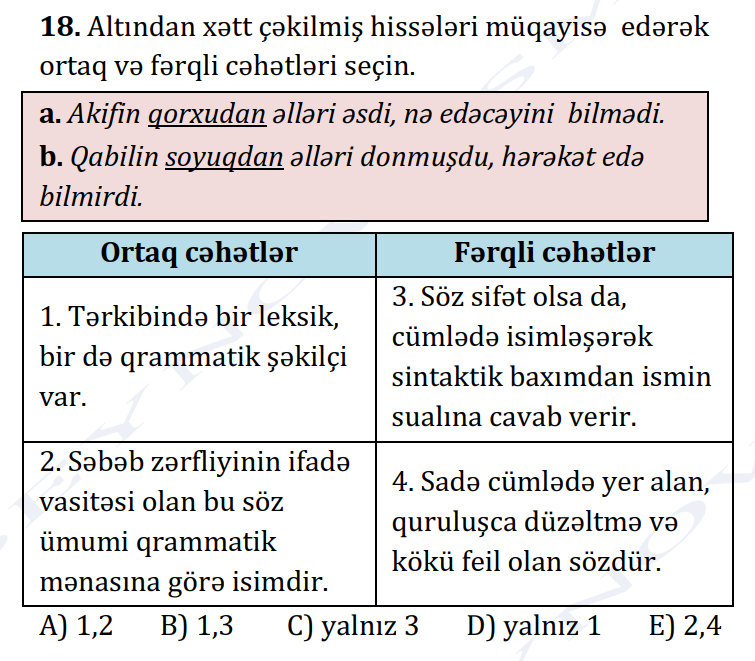 18. Altından xətt çəkilmiş hissələri müqayisə edərək
ortaq və fərqli cəhətləri seçin.
a. Akifin qorxudan əlləri əsdi, nə edəcəyini bilmədi.
b. Qabilin soyuqdan əlləri donmuşdu, hərəkət edə
bilmirdi.
Ortaq cəhətlər
Fərqli cəhətlər
1. Tərkibində bir leksik,
bir də qrammatik şəkilçi
var.
3. Söz sifət olsa da,
cümlədə isimləşərək
sintaktik baxımdan ismin
sualına cavab verir.
2. Səbəb zərfliyinin ifadə
vasitəsi olan bu söz
ümumi qrammatik
mənasına görə isimdir.
4. Sadə cümlədə yer alan,
quruluşca düzəltmə və
kökü feil olan sözdür.
A) 1,2 B) 1,3 C) yalnız 3 D) yalnız 1 E) 2,4